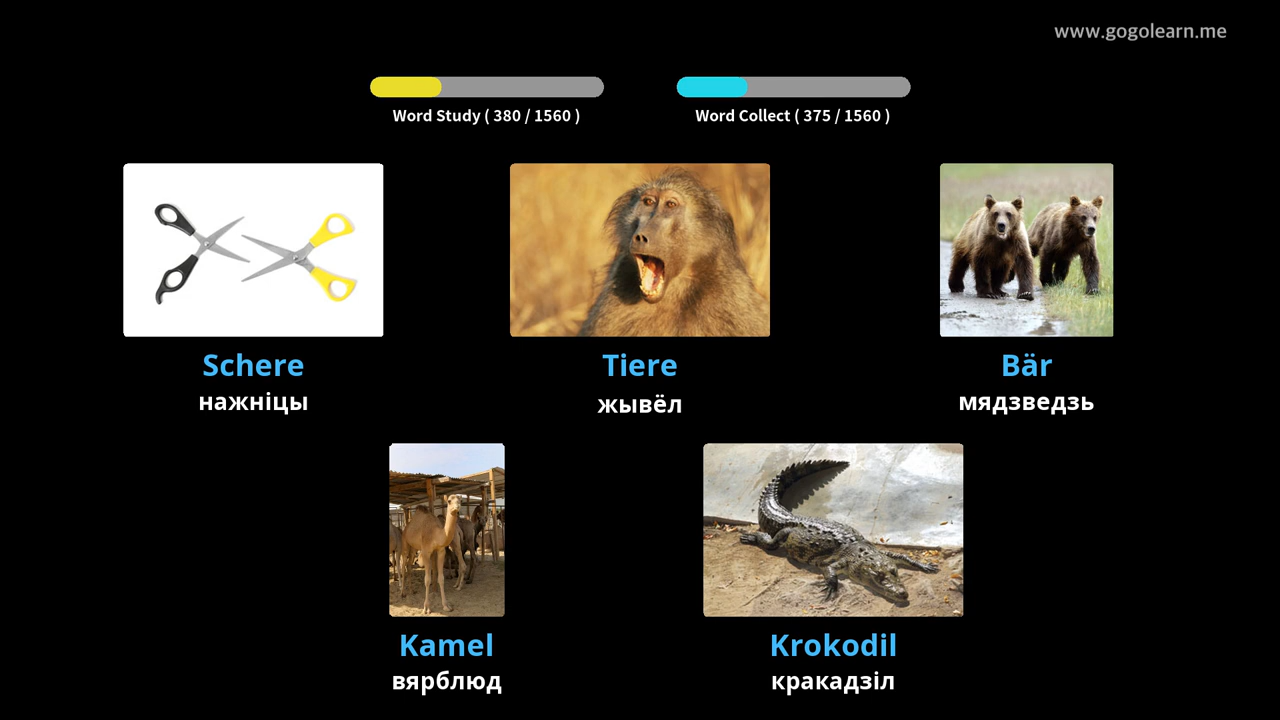 www.gogolearn.me
Word Study ( 380 / 1560 )
Word Collect ( 375 / 1560 )
Schere
нажніцы
Tiere
жывёл
Bär
мядзведзь
Kamel
вярблюд
Krokodil
кракадзіл